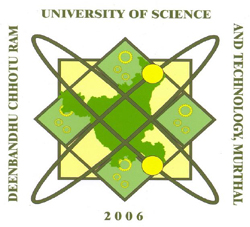 DEENBANDHU CHHOTU RAM
UNIVERSITY OF SCIENCE
AND TECHNOLOGY, MURTHAL
2006